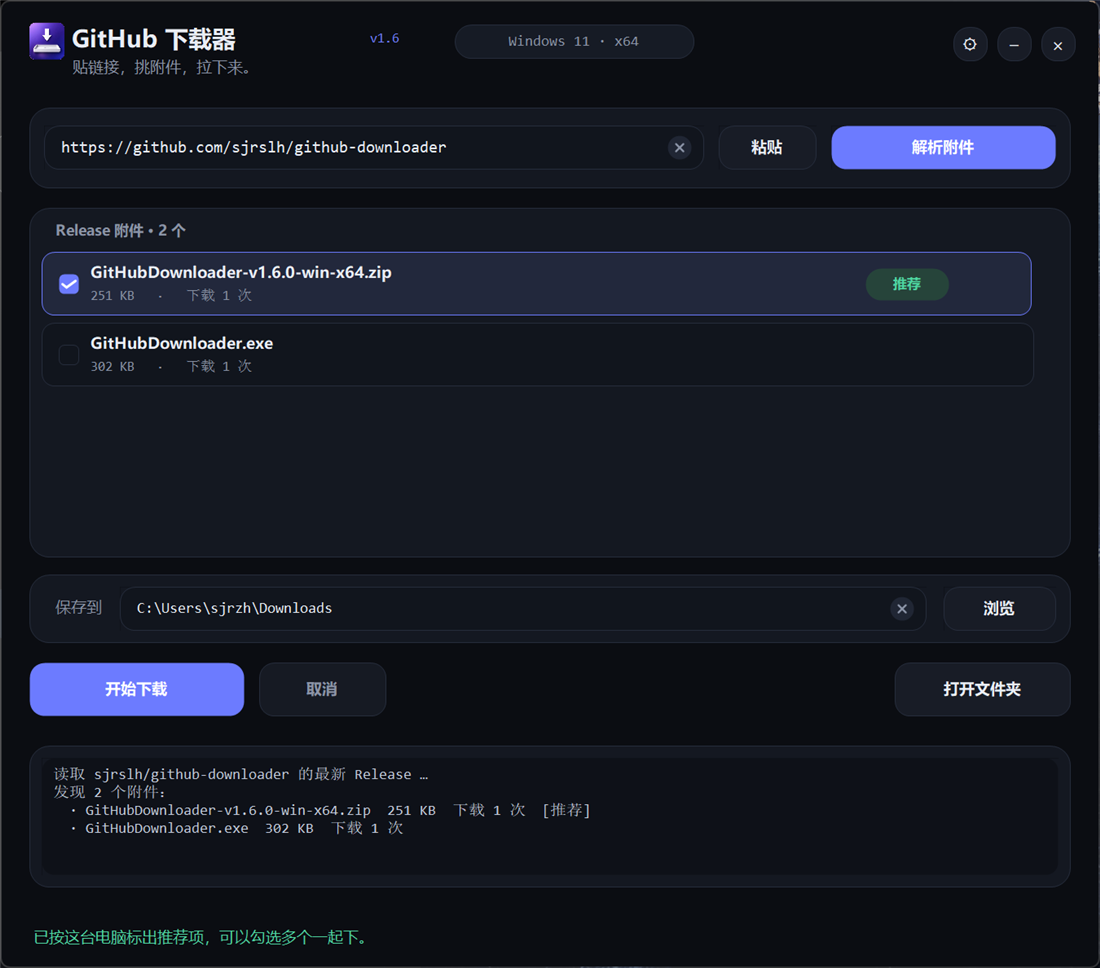 GitHub 下载器
v1.6
Windows 11 · x64
贴链接，挑附件，拉下来。
https://github.com/sjrslh/github-downloader
粘贴
解析附件
Release 附件 • 2 个
GitHubDownloader-v1.6.0-win-x64.zip
251 KB · 下载 1 次
推荐
GitHubDownloader.exe
302 KB · 下载 1 次
保存到
C:\Users\sjrzh\Downloads
浏览
开始下载
取消
打开文件夹
读取 sjrslh/github-downloader 的最新 Release …
发现 2 个附件：
· GitHubDownloader-v1.6.0-win-x64.zip 251 KB 下载 1 次 [推荐]
· GitHubDownloader.exe 302 KB 下载 1 次
已按这台电脑标出推荐项，可以勾选多个一起下。